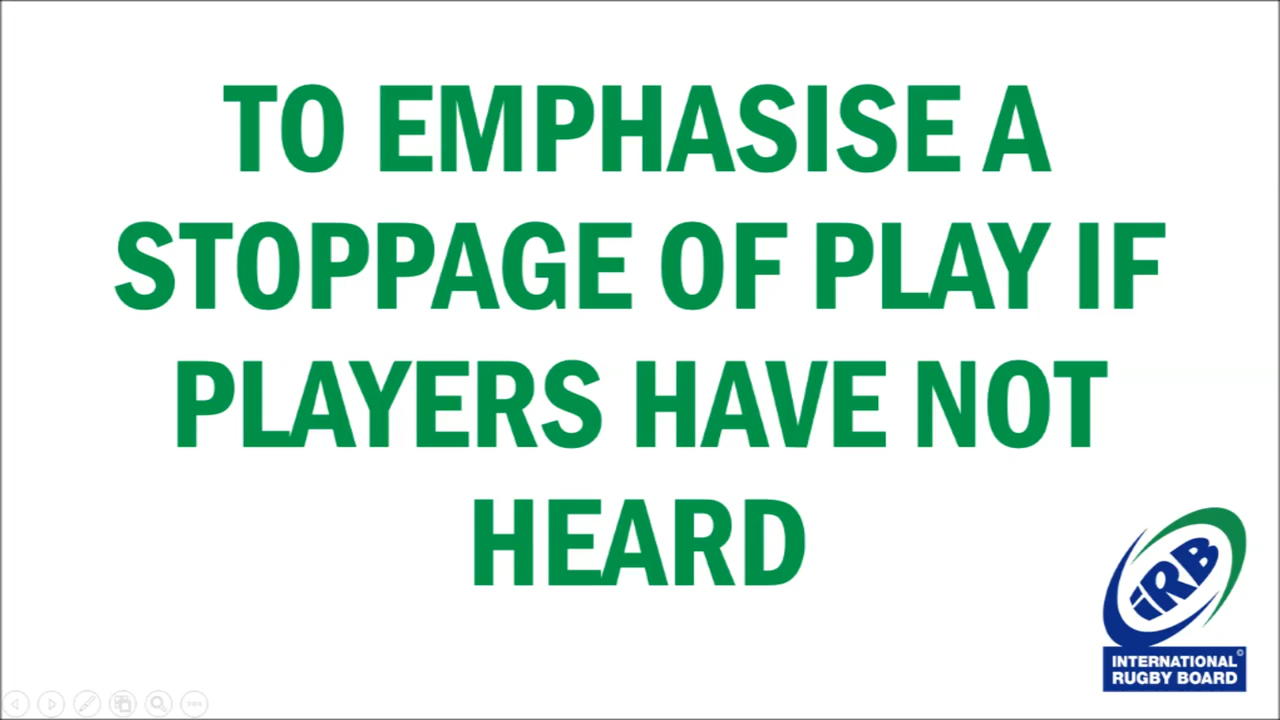 TO EMPHASISE A
STOPPAGE OF PLAY IF
PLAYERS HAVE NOT
HEARD
iRB
INTERNATIONAL©
RUGBY BOARD